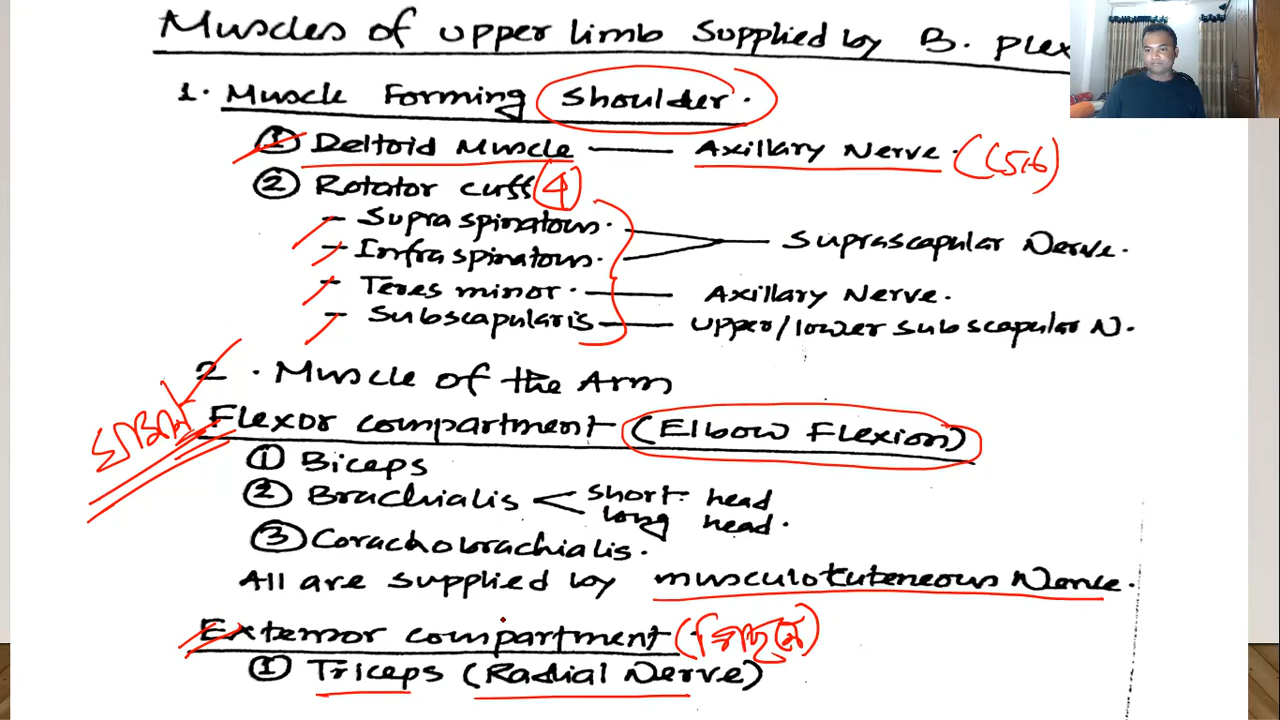 Muscles of upper limb Supplied by B. Plex
1. Muscle Forming Shoulder.
① Deltoid Muscle — Axillary Nerve. (C5,6)
② Rotator cuff (4)
- Supraspinatous.
- Infraspinatous. Suprascapular Nerve.
- Teres minor. — Axillary Nerve.
- Subscapularis — upper/lower subscapular N.
2. Muscle of the Arm
Flexor compartment (Elbow Flexion)
① Biceps
② Brachialis < short head
long head.
③ Corachobrachialis.
All are supplied by musculokuteneous Nerve.
Extensor compartment
① Triceps (Radial Nerve)